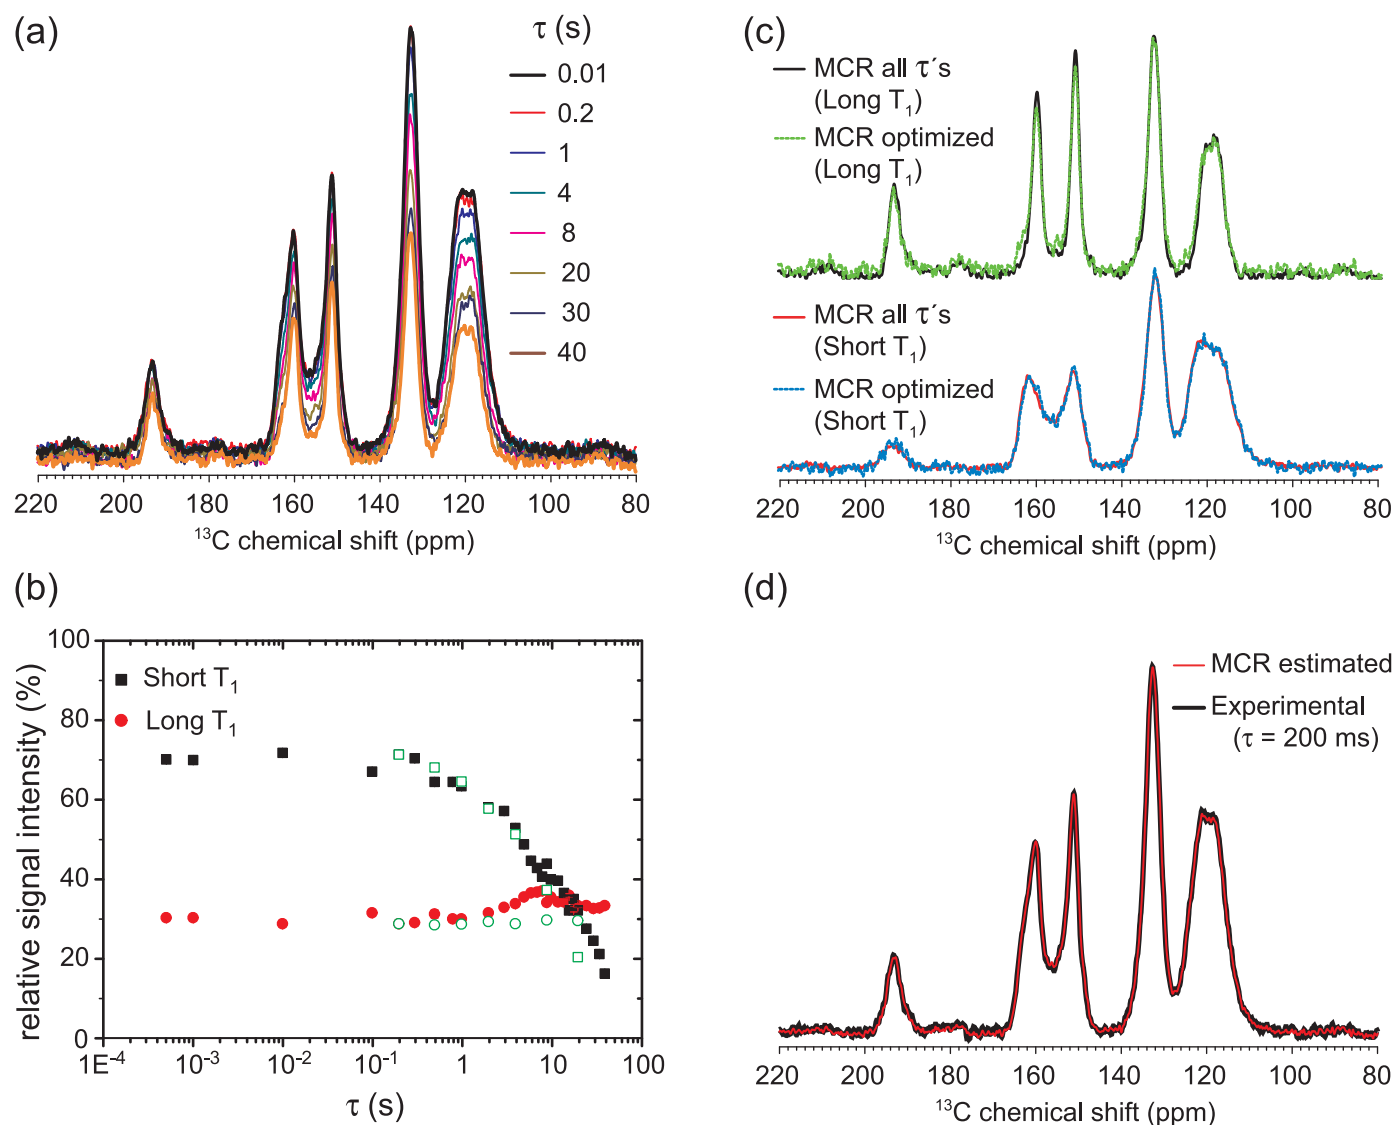 (a)
τ (s)
0.01
0.2
1
4
8
20
30
40
220 200 180 160 140 120 100 80
¹³C chemical shift (ppm)
(c)
MCR all τ´s
(Long T₁)
MCR optimized
(Long T₁)
MCR all τ´s
(Short T₁)
MCR optimized
(Short T₁)
220 200 180 160 140 120 100 80
¹³C chemical shift (ppm)
(b)
relative signal intensity (%)
100
80
60
40
20
0
Short T₁
Long T₁
1E⁻⁴ 10⁻³ 10⁻² 10⁻¹ 1 10 100
τ (s)
(d)
MCR estimated
Experimental
(τ = 200 ms)
220 200 180 160 140 120 100 80
¹³C chemical shift (ppm)